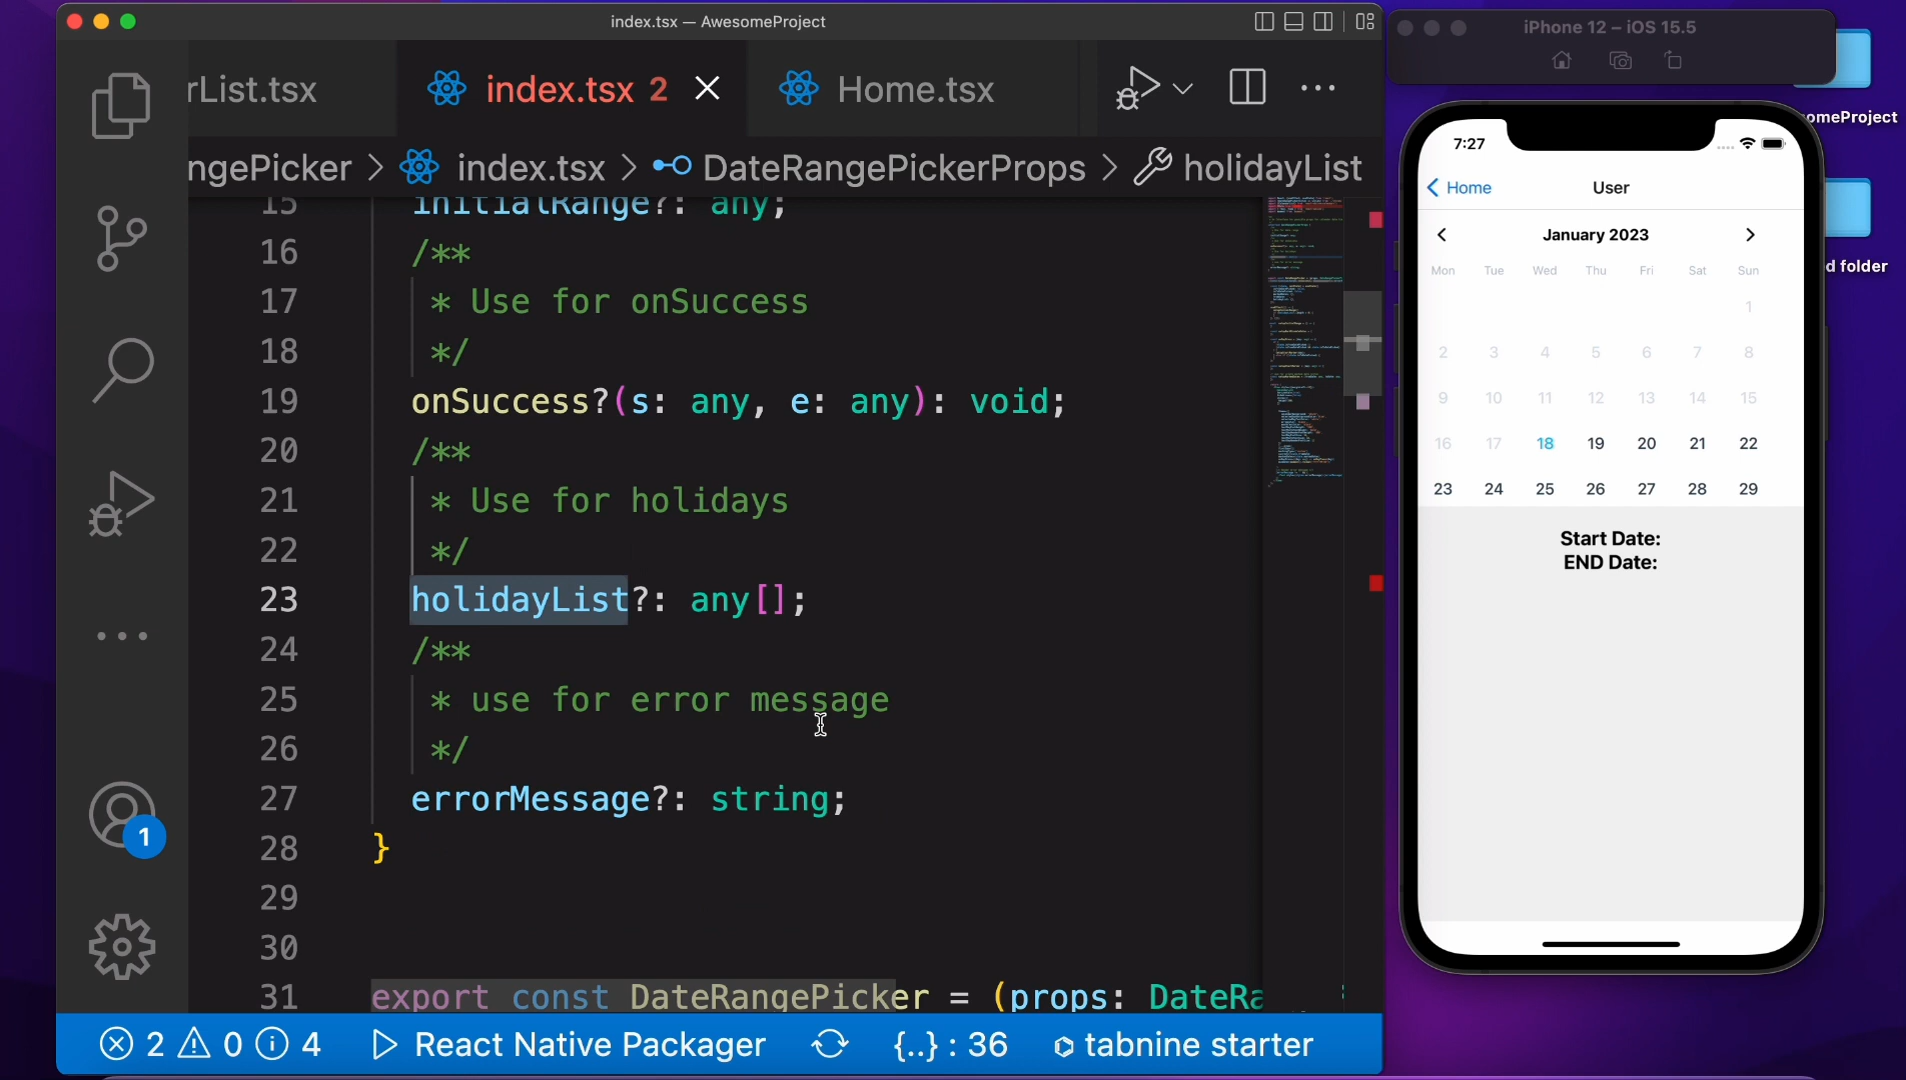 index.tsx — AwesomeProject
rList.tsx
index.tsx 2
Home.tsx
ngePicker > index.tsx > DateRangePickerProps > holidayList
15 initialRange?: any;
16 /**
17 * Use for onSuccess
18 */
19 onSuccess?(s: any, e: any): void;
20 /**
21 * Use for holidays
22 */
23 holidayList?: any[];
24 /**
25 * use for error message
26 */
27 errorMessage?: string;
28 }
29
30
31 export const DateRangePicker = (props: DateRa
1
2 0 4 React Native Packager {..} : 36 tabnine starter
iPhone 12 – iOS 15.5
omeProject
d folder
7:27
Home User
January 2023
Mon Tue Wed Thu Fri Sat Sun
1
2 3 4 5 6 7 8
9 10 11 12 13 14 15
16 17 18 19 20 21 22
23 24 25 26 27 28 29
Start Date:
END Date: